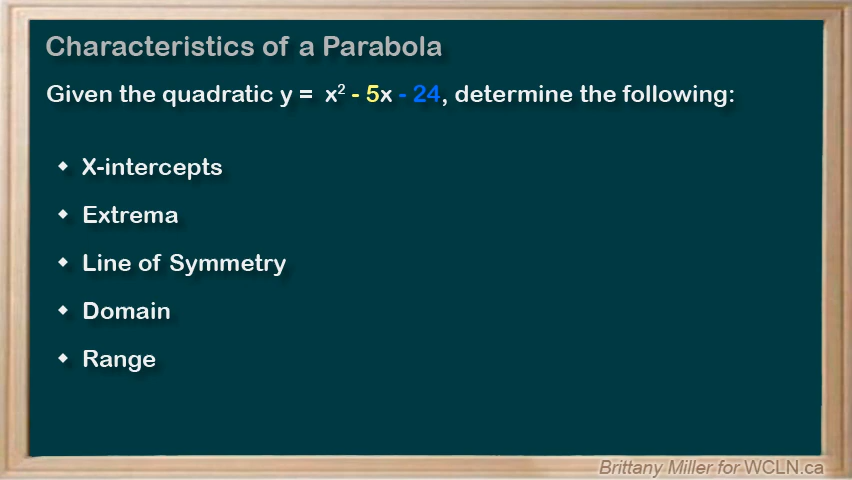 Characteristics of a Parabola
Given the quadratic y = x² - 5x - 24, determine the following:
X-intercepts
Extrema
Line of Symmetry
Domain
Range
Brittany Miller for WCLN.ca